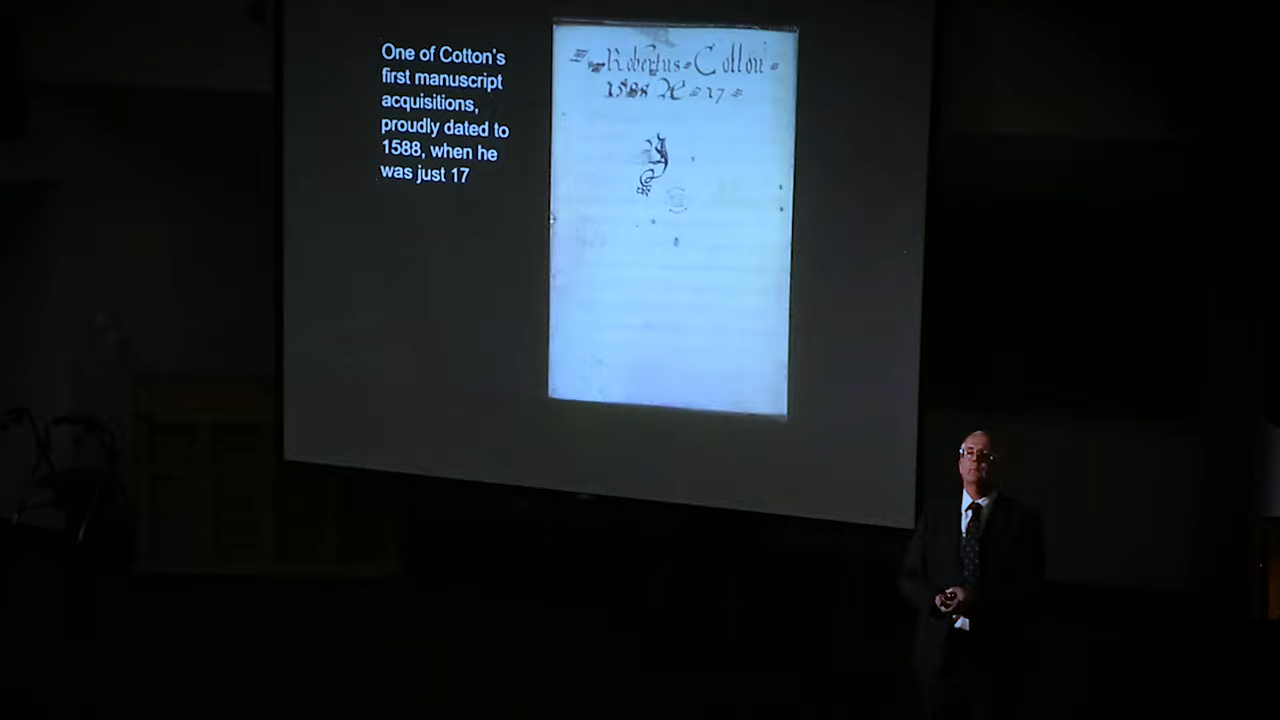 One of Cotton's
first manuscript
acquisitions,
proudly dated to
1588, when he
was just 17
Robertus Cotton
1588 Æ 17